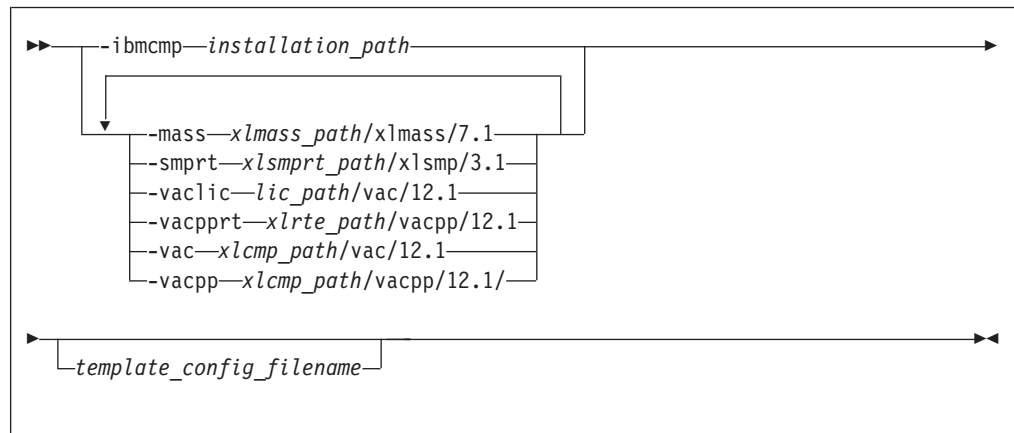 -ibmcmp installation_path
-mass xlmass_path/xlmass/7.1
-smprt xlsmprt_path/xlsmp/3.1
-vaclic lic_path/vac/12.1
-vacpprt xlrte_path/vacpp/12.1
-vac xlcmp_path/vac/12.1
-vacpp xlcmp_path/vacpp/12.1/
template_config_filename